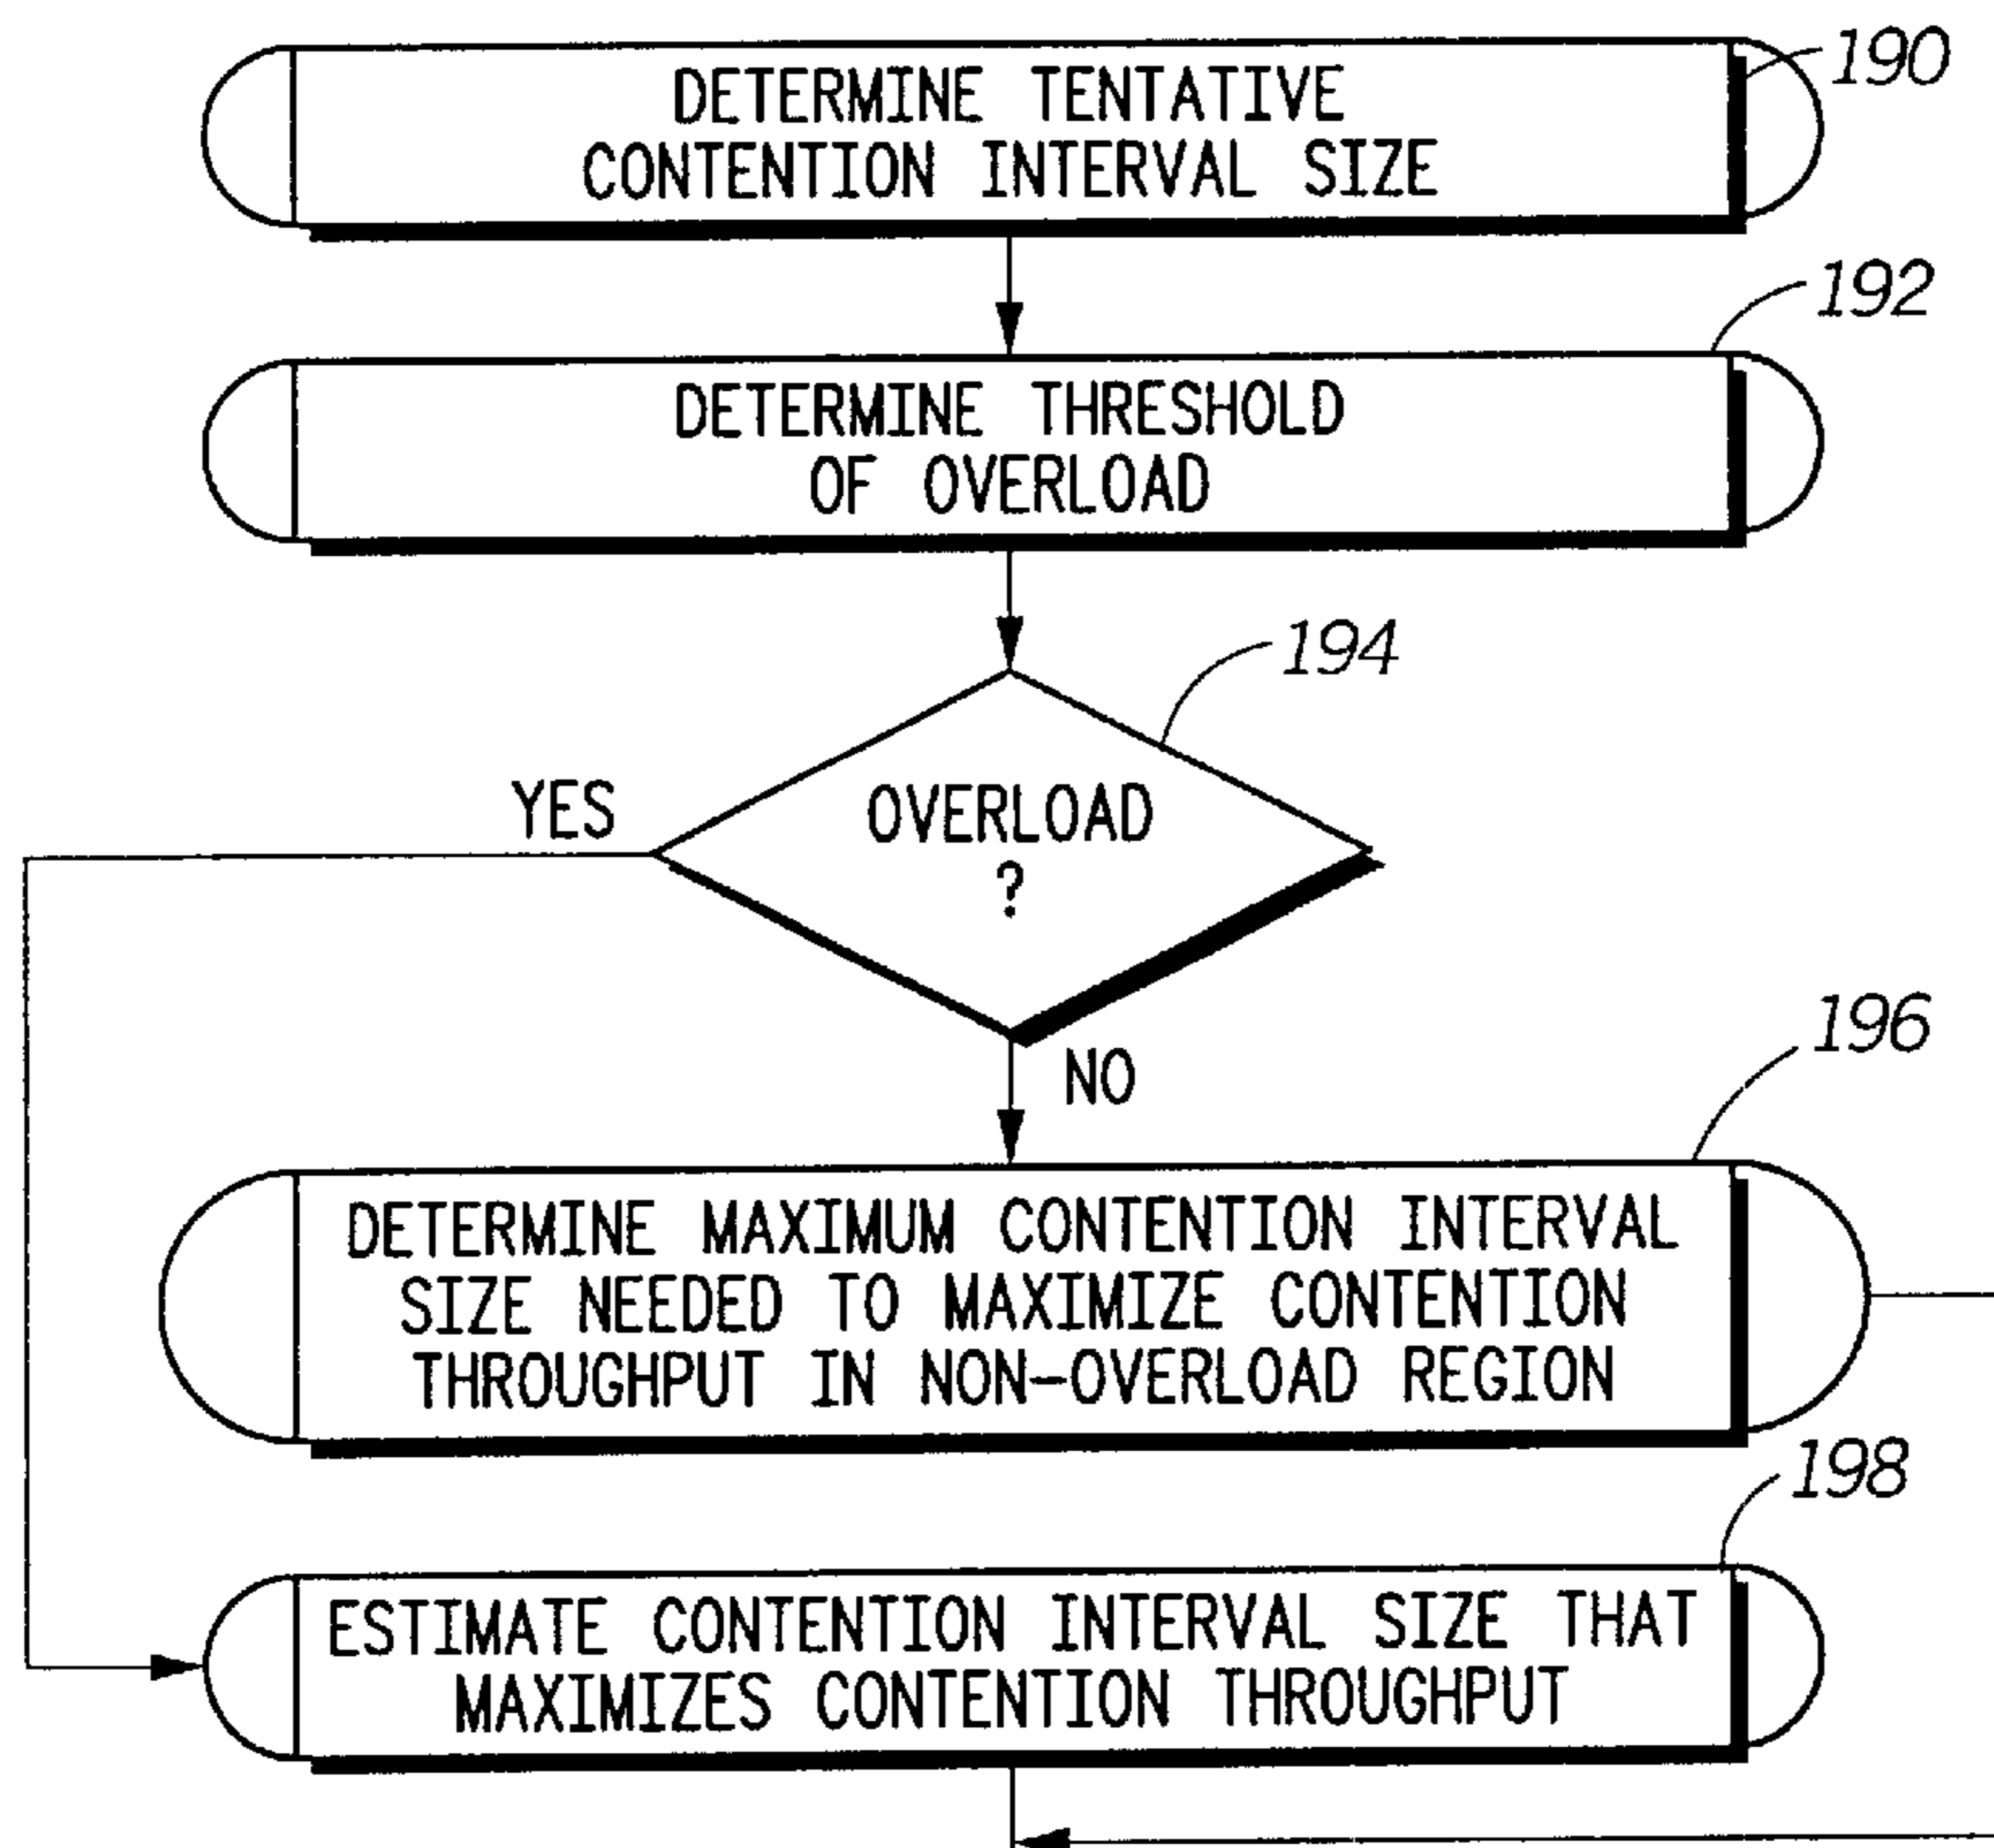 DETERMINE TENTATIVE
CONTENTION INTERVAL SIZE
190
DETERMINE THRESHOLD
OF OVERLOAD
192
194
YES
OVERLOAD
?
NO
196
DETERMINE MAXIMUM CONTENTION INTERVAL
SIZE NEEDED TO MAXIMIZE CONTENTION
THROUGHPUT IN NON-OVERLOAD REGION
198
ESTIMATE CONTENTION INTERVAL SIZE THAT
MAXIMIZES CONTENTION THROUGHPUT